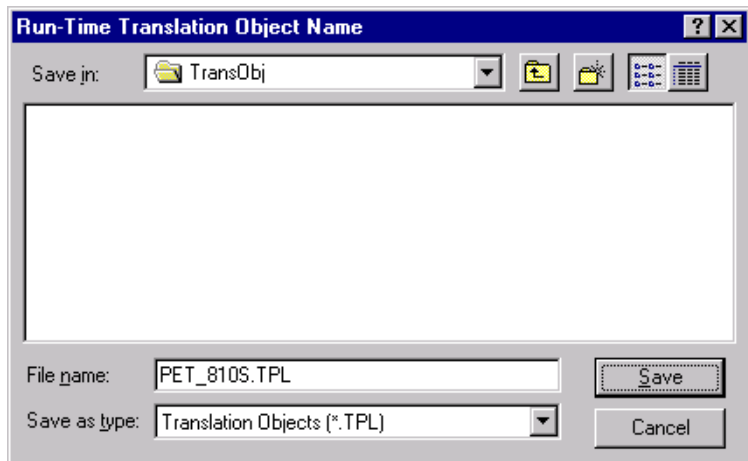 Run-Time Translation Object Name
Save in: TransObj
File name: PET_810S.TPL Save
Save as type: Translation Objects (*.TPL) Cancel